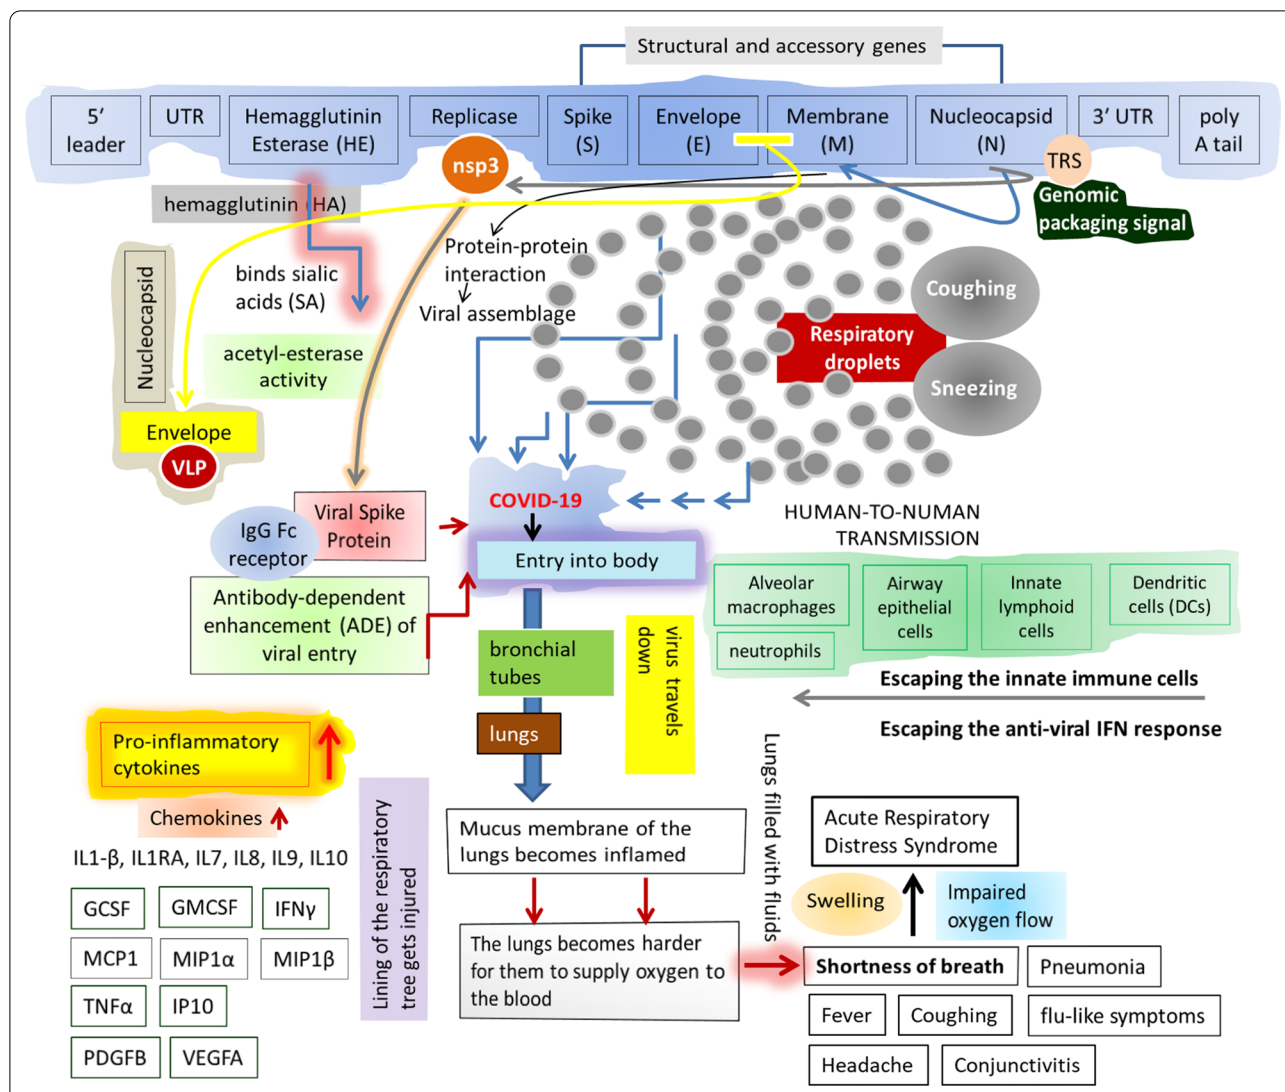 Structural and accessory genes
5′
leader
UTR
Hemagglutinin
Esterase (HE)
Replicase
Spike
(S)
Envelope
(E)
Membrane
(M)
Nucleocapsid
(N)
3′ UTR
poly
A tail
nsp3
TRS
Genomic
packaging signal
hemagglutinin (HA)
binds sialic
acids (SA)
acetyl-esterase
activity
Protein-protein
interaction
Viral assemblage
Nucleocapsid
Envelope
VLP
Coughing
Respiratory
droplets
Sneezing
HUMAN-TO-NUMAN
TRANSMISSION
COVID-19
Entry into body
Viral Spike
Protein
IgG Fc
receptor
Antibody-dependent
enhancement (ADE) of
viral entry
bronchial
tubes
lungs
virus travels
down
Alveolar
macrophages
neutrophils
Airway
epithelial
cells
Innate
lymphoid
cells
Dendritic
cells (DCs)
Escaping the innate immune cells
Escaping the anti-viral IFN response
Pro-inflammatory
cytokines
Chemokines
IL1-β, IL1RA, IL7, IL8, IL9, IL10
GCSF
GMCSF
IFNγ
MCP1
MIP1α
MIP1β
TNFα
IP10
PDGFB
VEGFA
Lining of the respiratory
tree gets injured
Mucus membrane of the
lungs becomes inflamed
The lungs becomes harder
for them to supply oxygen to
the blood
Lungs filled with fluids
Acute Respiratory
Distress Syndrome
Swelling
Impaired
oxygen flow
Shortness of breath
Pneumonia
Fever
Coughing
flu-like symptoms
Headache
Conjunctivitis